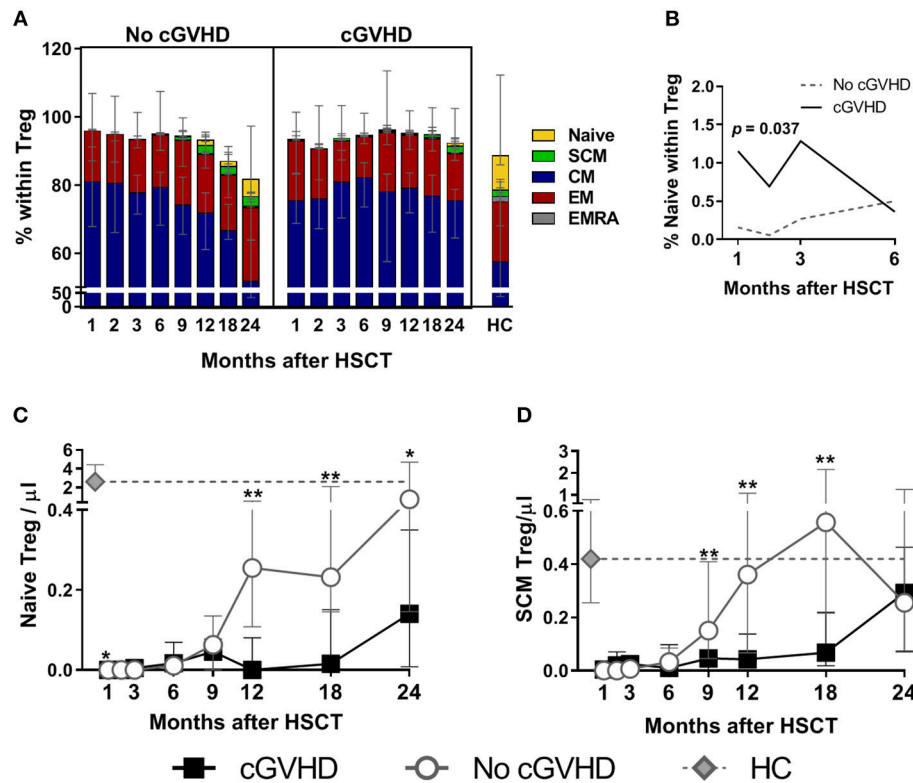 A
No cGVHD
cGVHD
% within Treg
120
100
80
60
50
0
1 2 3 6 9 12 18 24
1 2 3 6 9 12 18 24
HC
Months after HSCT
Naive
SCM
CM
EM
EMRA
B
% Naive within Treg
2.0
1.5
1.0
0.5
0.0
No cGVHD
cGVHD
p = 0.037
1 3 6
Months after HSCT
C
Naive Treg / µl
6
4
2
0.4
0.2
0.0
* ** ** *
1 3 6 9 12 18 24
Months after HSCT
D
SCM Treg/µl
3
2
1
0.6
0.4
0.2
0.0
** ** **
1 3 6 9 12 18 24
Months after HSCT
cGVHD No cGVHD HC